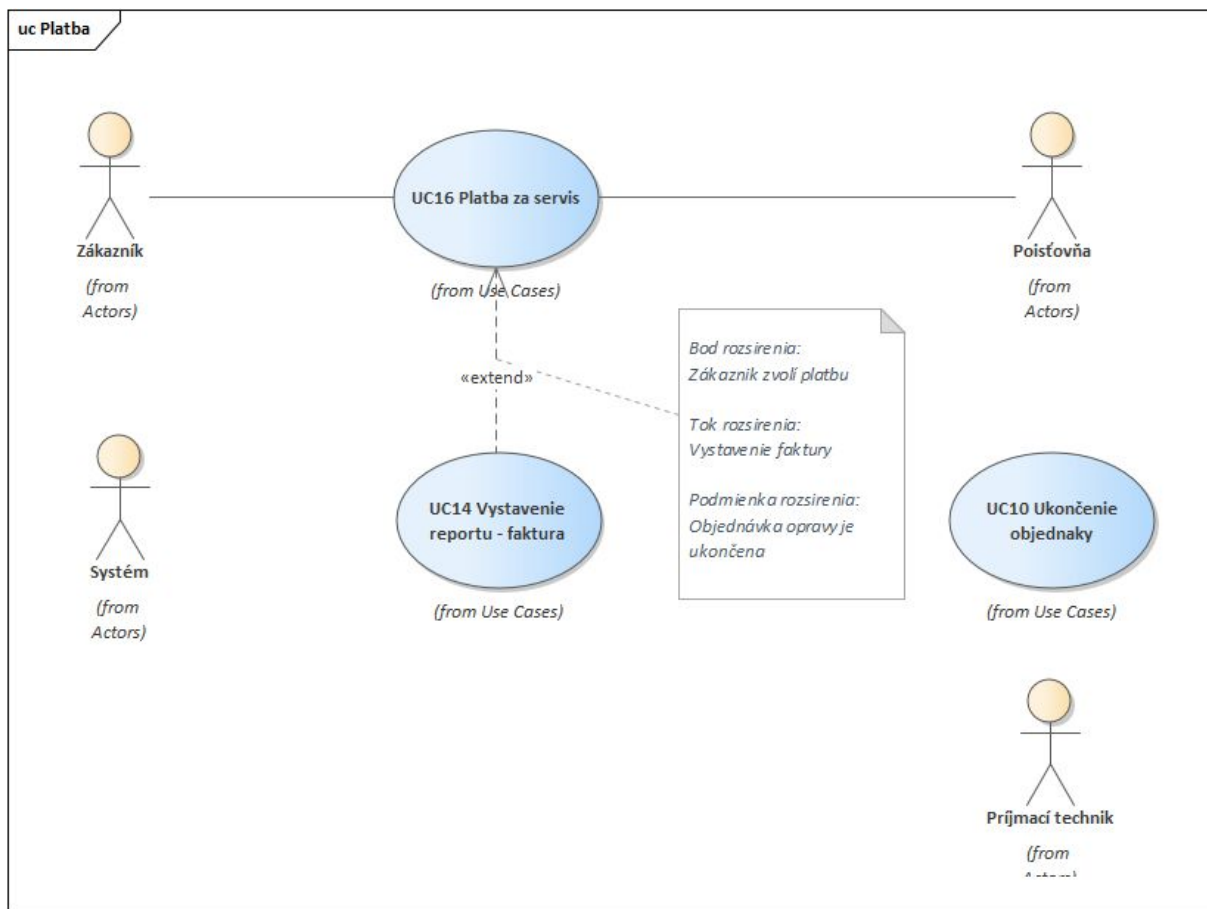 uc Platba
UC16 Platba za servis
Zákazník
(from
Actors)
(from Use Cases)
Poisťovňa
(from
Actors)
«extend»
Bod rozsirenia:
Zákaznik zvolí platbu
Tok rozsirenia:
Vystavenie faktury
Podmienka rozsirenia:
Objednávka opravy je
ukončena
Systém
(from
Actors)
UC14 Vystavenie
reportu - faktura
(from Use Cases)
UC10 Ukončenie
objednaky
(from Use Cases)
Príjmací technik
(from
Actors)